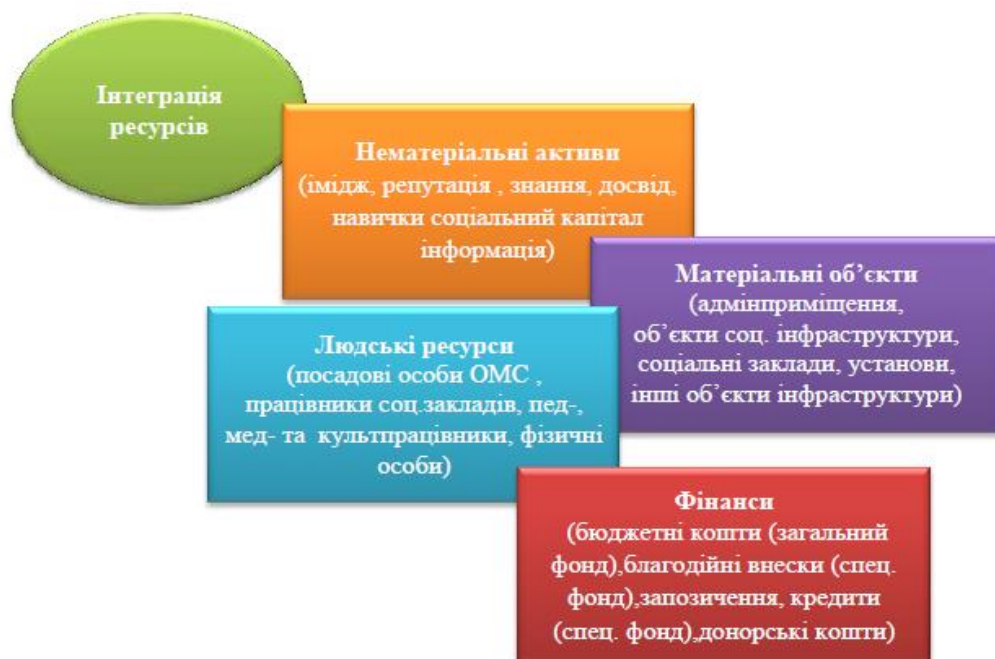 Інтеграція
ресурсів
Нематеріальні активи
(імідж, репутація , знання, досвід,
навички соціальний капітал
інформація)
Матеріальні об’єкти
(адмінприміщення,
об’єкти соц. інфраструктури,
соціальні заклади, установи,
інші об’єкти інфраструктури)
Людські ресурси
(посадові особи ОМС ,
працівники соц.закладів, пед-,
мед- та культпрацівники, фізичні
особи)
Фінанси
(бюджетні кошти (загальний
фонд),благодійні внески (спец.
фонд),запозичення, кредити
(спец. фонд),донорські кошти)